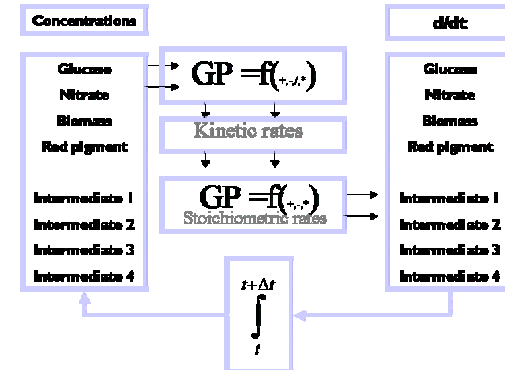 Concentrations
d/dt
Glucose
Nitrate
Biomass
Red pigment
Intermediate 1
Intermediate 2
Intermediate 3
Intermediate 4
GP =f(+,-,/,*)
Kinetic rates
GP =f(+,-,*)
Stoichiometric rates
Glucose
Nitrate
Biomass
Red pigment
Intermediate 1
Intermediate 2
Intermediate 3
Intermediate 4
t+Δt
∫
t